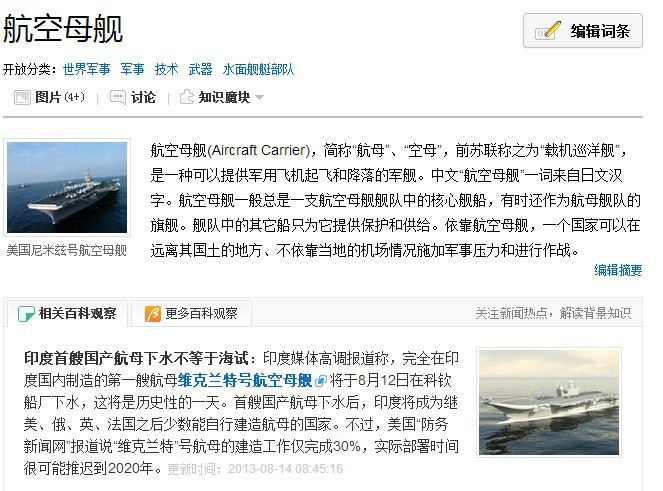 航空母舰
编辑词条
开放分类：世界军事 军事 技术 武器 水面舰艇部队
图片(4+) 讨论 知识魔块
航空母舰(Aircraft Carrier)，简称“航母”、“空母”，前苏联称之为“载机巡洋舰”，
是一种可以提供军用飞机起飞和降落的军舰。中文“航空母舰”一词来自日文汉
字。航空母舰一般总是一支航空母舰舰队中的核心舰船，有时还作为航母舰队的
旗舰。舰队中的其它船只为它提供保护和供给。依靠航空母舰，一个国家可以在
远离其国土的地方、不依靠当地的机场情况施加军事压力和进行作战。
美国尼米兹号航空母舰
编辑摘要
相关百科观察 更多百科观察 关注新闻热点，解读背景知识
印度首艘国产航母下水不等于海试：印度媒体高调报道称，完全在印
度国内制造的第一艘航母维克兰特号航空母舰将于8月12日在科钦
船厂下水，这将是历史性的一天。首艘国产航母下水后，印度将成为继
美、俄、英、法国之后少数能自行建造航母的国家。不过，美国“防务
新闻网”报道说“维克兰特”号航母的建造工作仅完成30%，实际部署时间
很可能推迟到2020年。更新时间：2013-08-14 08:45:16